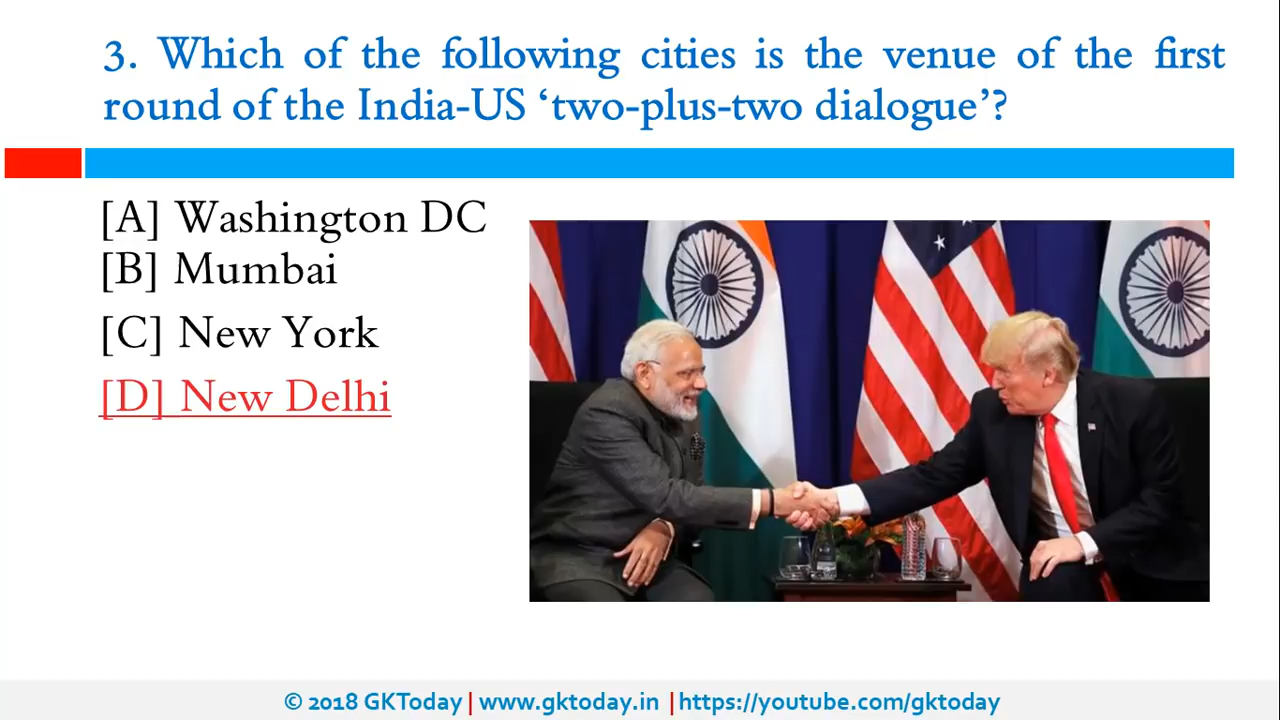 3. Which of the following cities is the venue of the first
round of the India-US ‘two-plus-two dialogue’?
[A] Washington DC
[B] Mumbai
[C] New York
[D] New Delhi
© 2018 GKToday | www.gktoday.in | https://youtube.com/gktoday